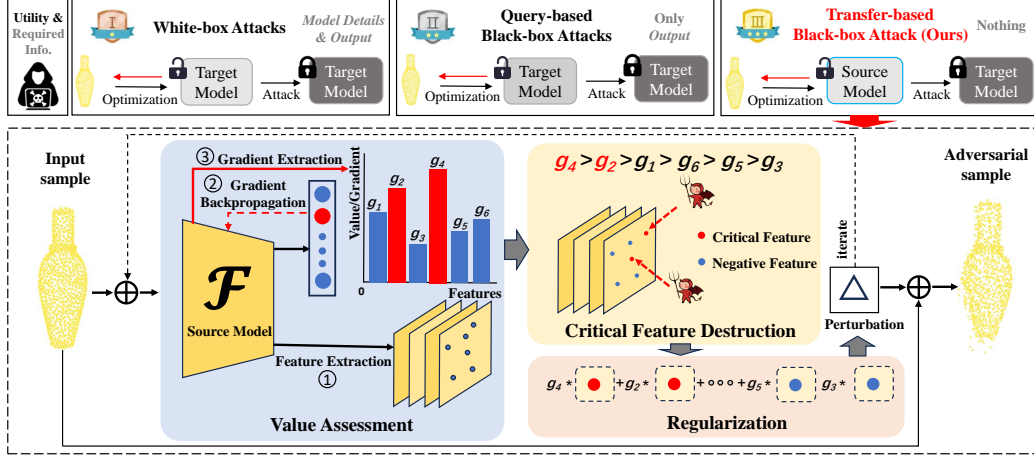 Utility &
Required
Info.
I
White-box Attacks
Model Details
& Output
Optimization
Target
Model
Attack
Target
Model
II
Query-based
Black-box Attacks
Only
Output
Optimization
Target
Model
Attack
Target
Model
III
Transfer-based
Black-box Attack (Ours)
Nothing
Optimization
Source
Model
Attack
Target
Model
Input
sample
③ Gradient Extraction
② Gradient
Backpropagation
F
Source Model
Feature Extraction
①
Value/Gradient
g1
g2
g3
g4
g5
g6
0
Features
Value Assessment
g4 > g2 > g1 > g6 > g5 > g3
Critical Feature
Negative Feature
Critical Feature Destruction
g4 * + g2 * + ∘∘∘ + g5 * g3 *
Regularization
iterate
△
Perturbation
Adversarial
sample